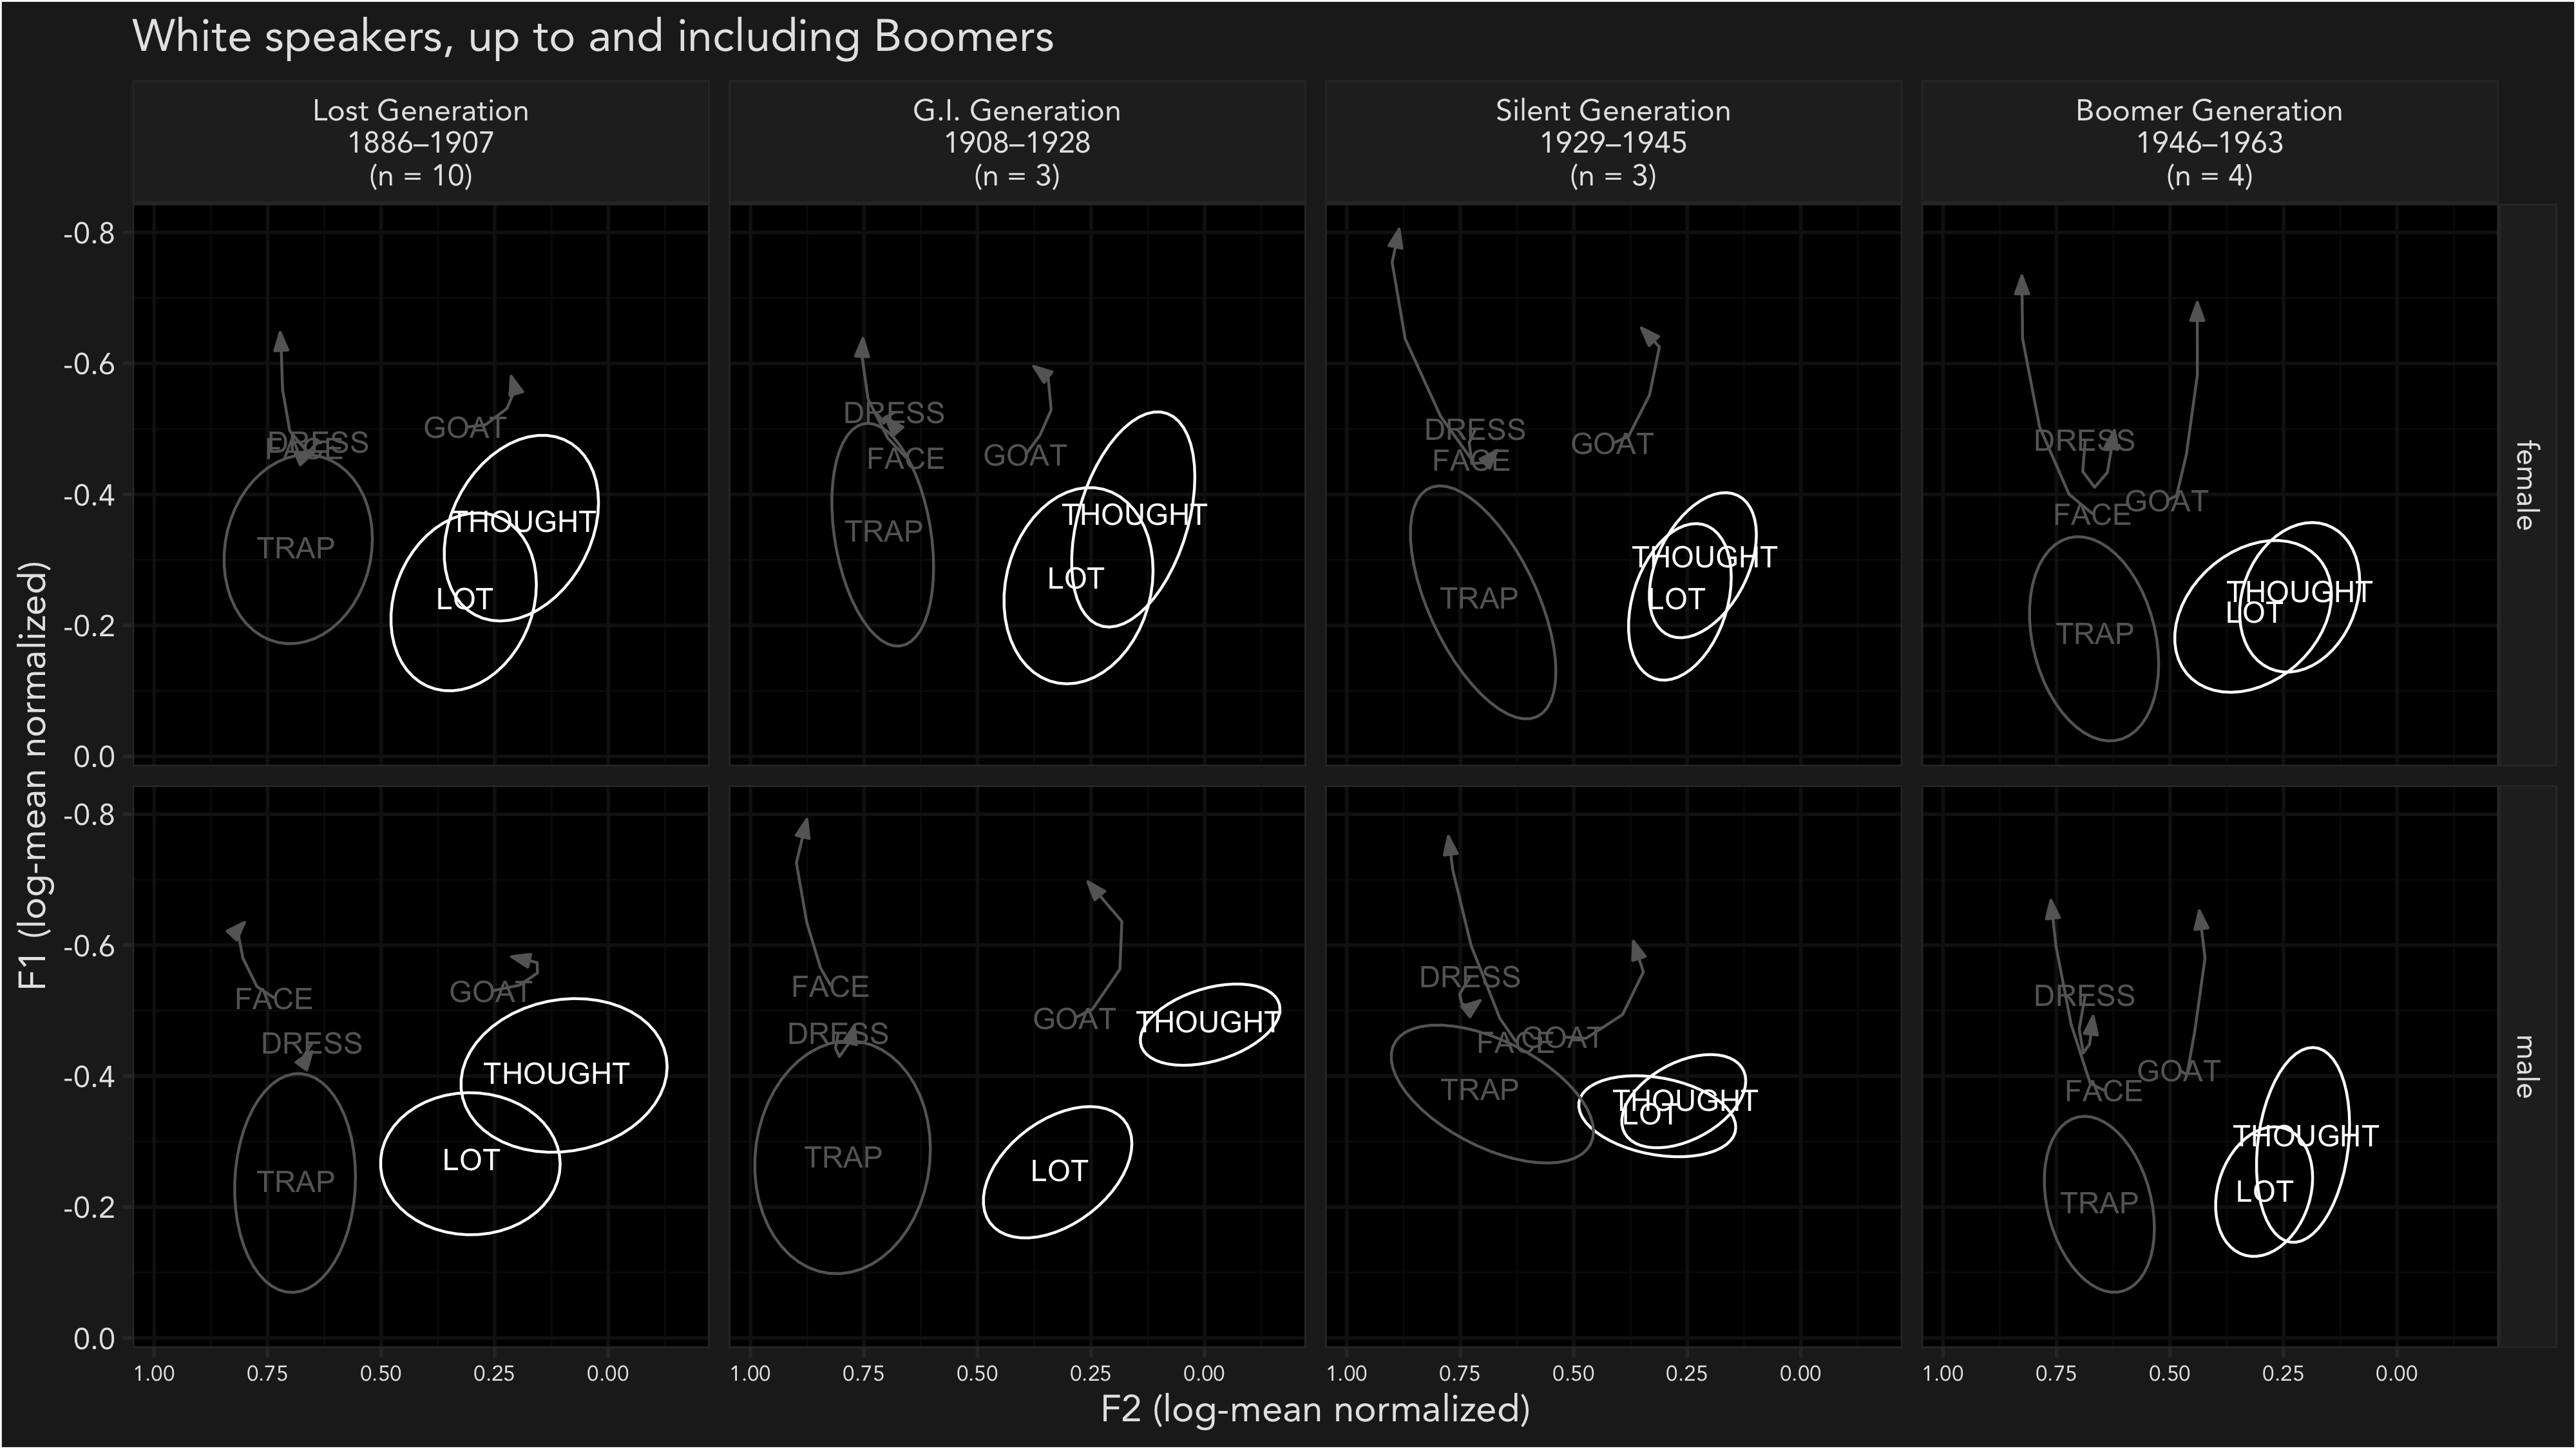 White speakers, up to and including Boomers
Lost Generation
1886–1907
(n = 10)
G.I. Generation
1908–1928
(n = 3)
Silent Generation
1929–1945
(n = 3)
Boomer Generation
1946–1963
(n = 4)
F1 (log-mean normalized)
-0.8
-0.6
-0.4
-0.2
0.0
DRESS
FACE
GOAT
TRAP
THOUGHT
LOT
DRESS
FACE
GOAT
TRAP
THOUGHT
LOT
DRESS
FACE
GOAT
TRAP
THOUGHT
LOT
DRESS
FACE
GOAT
TRAP
THOUGHT
LOT
female
-0.8
-0.6
-0.4
-0.2
0.0
FACE
GOAT
DRESS
THOUGHT
LOT
TRAP
FACE
GOAT
THOUGHT
DRESS
TRAP
LOT
DRESS
FACE
GOAT
TRAP
THOUGHT
LOT
DRESS
FACE
GOAT
THOUGHT
LOT
TRAP
male
1.00 0.75 0.50 0.25 0.00
1.00 0.75 0.50 0.25 0.00
1.00 0.75 0.50 0.25 0.00
1.00 0.75 0.50 0.25 0.00
F2 (log-mean normalized)